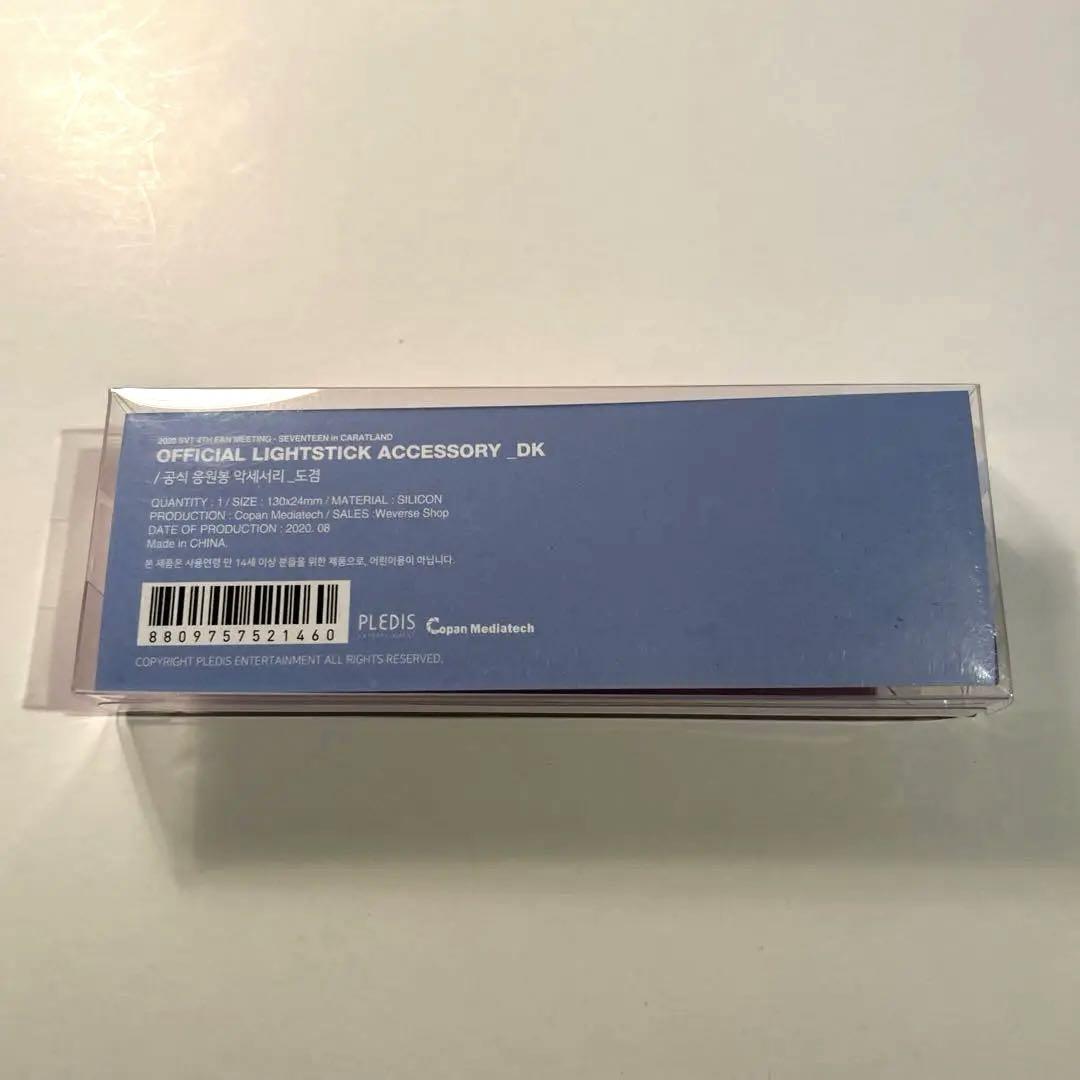 2020 SVT 4TH FAN MEETING - SEVENTEEN in CARATLAND
OFFICIAL LIGHTSTICK ACCESSORY _DK
/ 공식 응원봉 악세서리 _도겸
QUANTITY : 1 / SIZE : 130x24mm / MATERIAL : SILICON
PRODUCTION : Copan Mediatech / SALES :Weverse Shop
DATE OF PRODUCTION : 2020. 08
Made in CHINA.
본 제품은 사용연령 만 14세 이상 분들을 위한 제품으로, 어린이용이 아닙니다.
8809757521460
PLEDIS
ENTERTAINMENT
Copan Mediatech
COPYRIGHT PLEDIS ENTERTAINMENT ALL RIGHTS RESERVED.